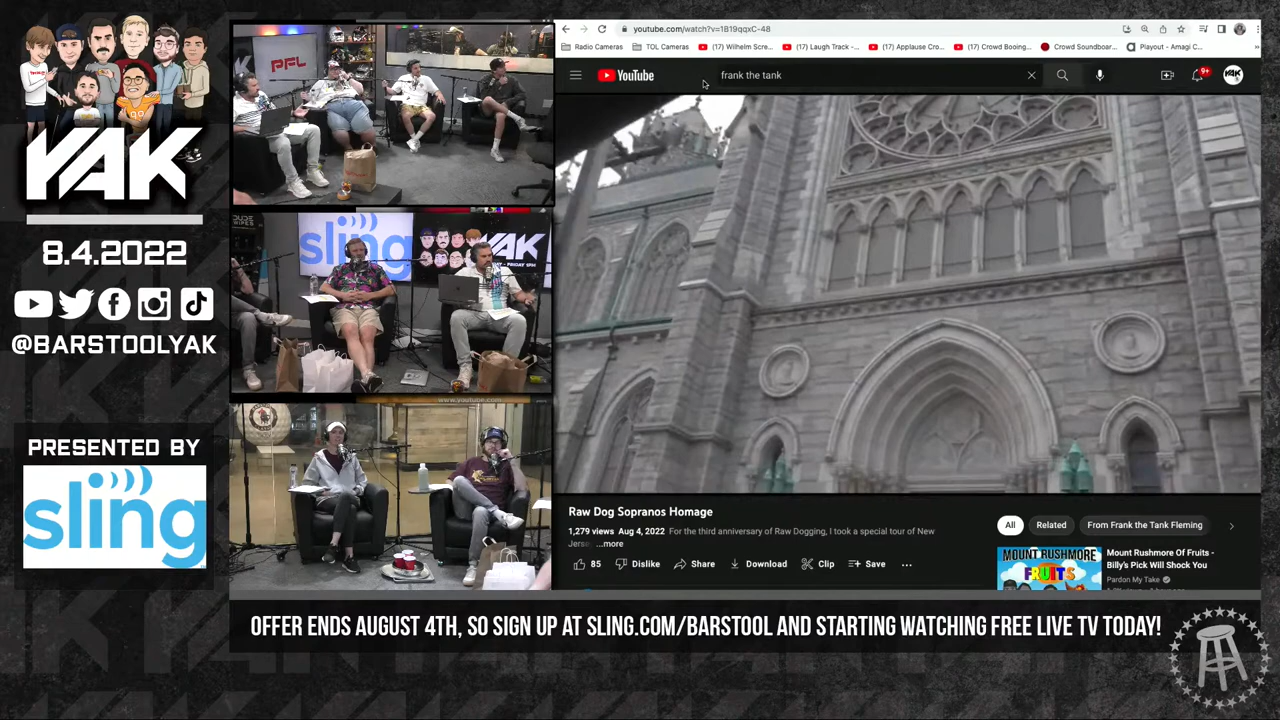 YAK
8.4.2022
@BARSTOOLYAK
PRESENTED BY
sling
PFL
sling
YAK
youtube.com/watch?v=1B19qqxC-48
Radio Cameras
TOL Cameras
(17) Wilhelm Scre...
(17) Laugh Track -...
(17) Applause Cro...
(17) Crowd Booing...
Crowd Soundboar...
Playout - Amagi C...
YouTube
frank the tank
9+
YAK
Raw Dog Sopranos Homage
1,279 views Aug 4, 2022 For the third anniversary of Raw Dogging, I took a special tour of New
...more
85
Dislike
Share
Download
Clip
Save
All
Related
From Frank the Tank Fleming
MOUNT RUSHMORE
FRUITS
Mount Rushmore Of Fruits -
Billy's Pick Will Shock You
Pardon My Take
OFFER ENDS AUGUST 4TH, SO SIGN UP AT SLING.COM/BARSTOOL AND STARTING WATCHING FREE LIVE TV TODAY!